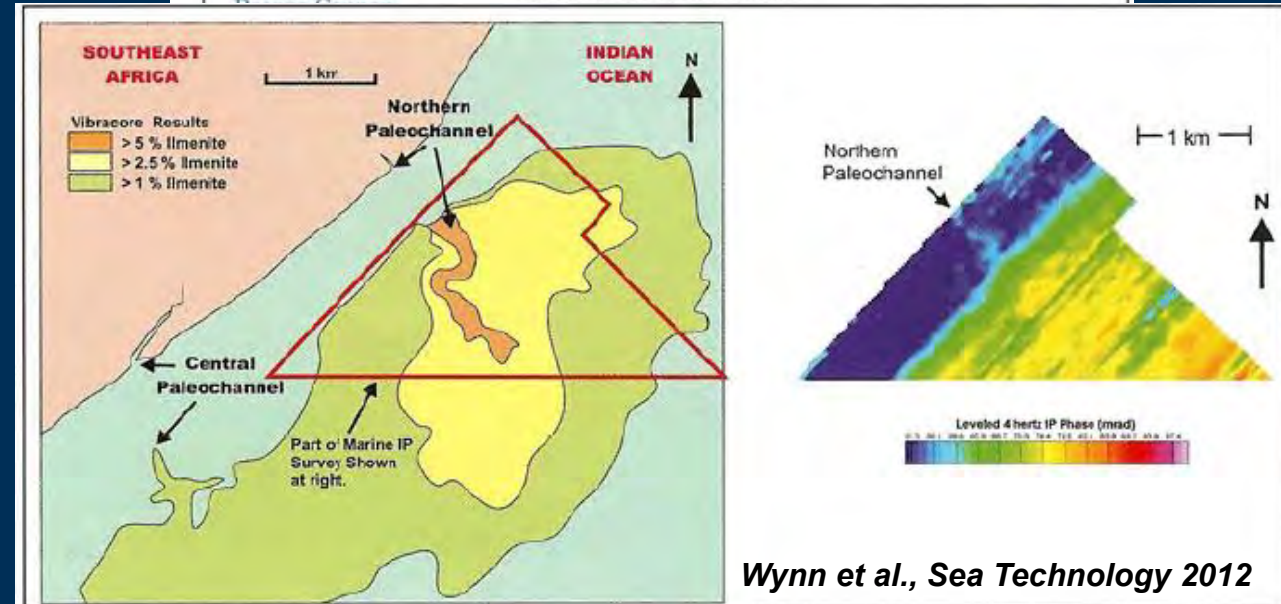 SOUTHEAST
AFRICA
1 km
INDIAN
OCEAN
N
Vibracore Results
> 5 % Ilmenite
> 2.5 % Ilmenite
> 1 % Ilmenite
Northern
Paleochannel
Central
Paleochannel
Part of Marine IP
Survey Shown
at right.
Northern
Paleochannel
1 km
N
Leveled 4 hertz IP Phase (mrad)
Wynn et al., Sea Technology 2012